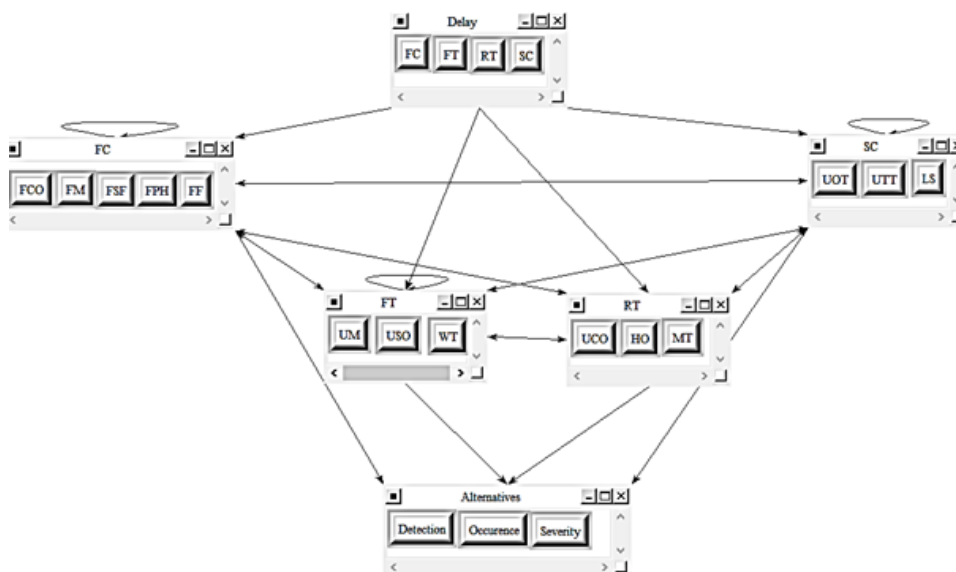 Delay
FC FT RT SC
FC
FCO FM FSF FPH FF
SC
UOT UTT LS
FT
UM USO WT
RT
UCO HO MT
Alternatives
Detection Occurence Severity